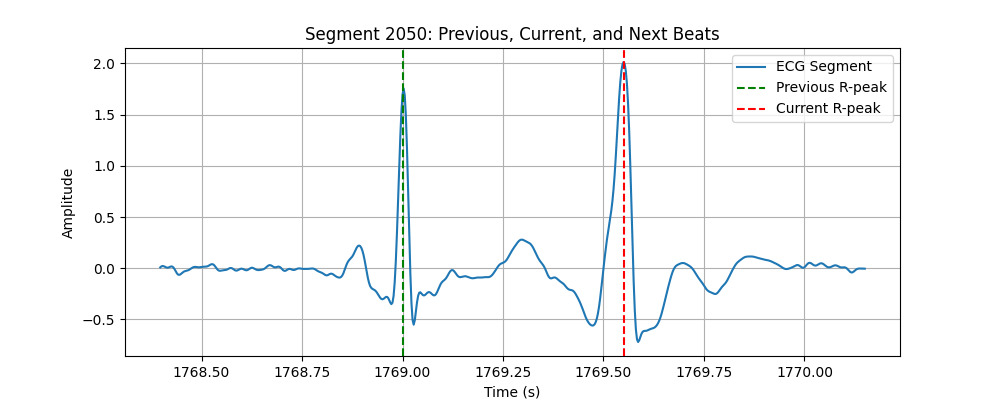 Segment 2050: Previous, Current, and Next Beats
ECG Segment
Previous R-peak
Current R-peak
Amplitude
2.0
1.5
1.0
0.5
0.0
−0.5
1768.50 1768.75 1769.00 1769.25 1769.50 1769.75 1770.00
Time (s)